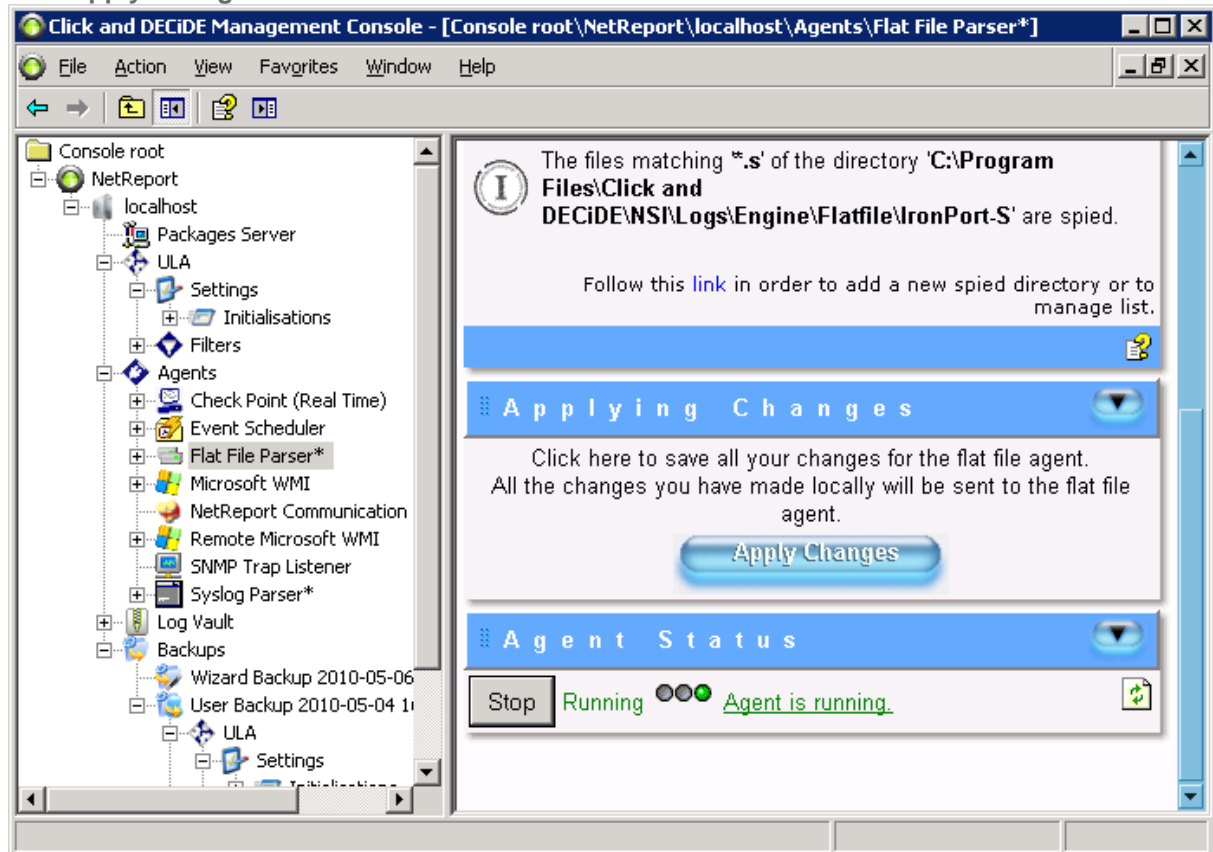 Click and DECiDE Management Console - [Console root\NetReport\localhost\Agents\Flat File Parser*]
File Action View Favorites Window Help
Console root
NetReport
localhost
Packages Server
ULA
Settings
Initialisations
Filters
Agents
Check Point (Real Time)
Event Scheduler
Flat File Parser*
Microsoft WMI
NetReport Communication
Remote Microsoft WMI
SNMP Trap Listener
Syslog Parser*
Log Vault
Backups
Wizard Backup 2010-05-06
User Backup 2010-05-04 1
ULA
Settings
The files matching '*.s' of the directory 'C:\Program
Files\Click and
DECiDE\NSI\Logs\Engine\Flatfile\IronPort-S' are spied.
Follow this link in order to add a new spied directory or to
manage list.
Applying Changes
Click here to save all your changes for the flat file agent.
All the changes you have made locally will be sent to the flat file
agent.
Apply Changes
Agent Status
Stop Running Agent is running.